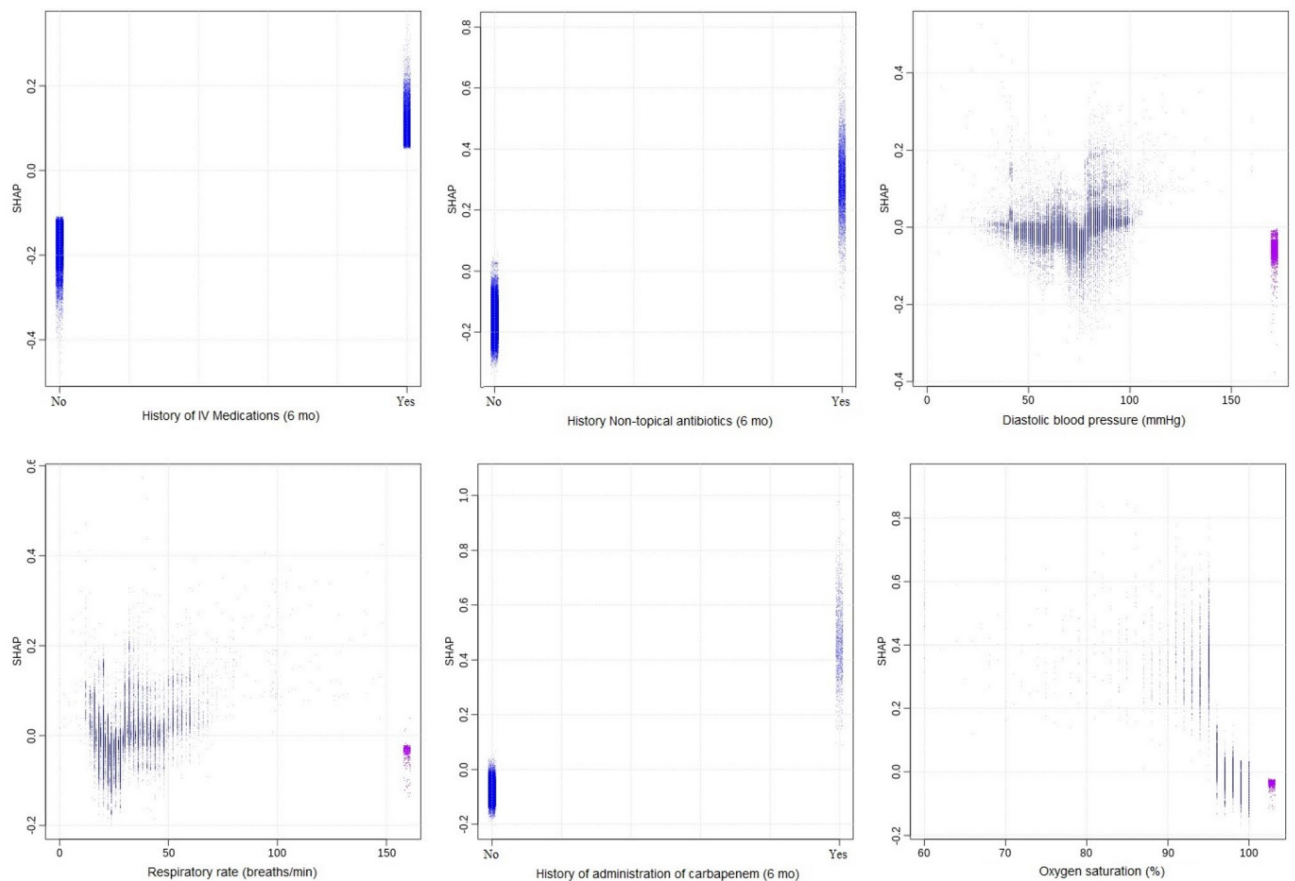 SHAP
0.2
0.0
-0.2
-0.4
No
Yes
History of IV Medications (6 mo)
SHAP
0.8
0.6
0.4
0.2
0.0
-0.2
No
Yes
History Non-topical antibiotics (6 mo)
SHAP
0.4
0.2
0.0
-0.2
-0.4
0
50
100
150
Diastolic blood pressure (mmHg)
SHAP
0.6
0.4
0.2
0.0
-0.2
0
50
100
150
Respiratory rate (breaths/min)
SHAP
1.0
0.8
0.6
0.4
0.2
0.0
-0.2
No
Yes
History of administration of carbapenem (6 mo)
SHAP
0.8
0.6
0.4
0.2
0.0
-0.2
60
70
80
90
100
Oxygen saturation (%)